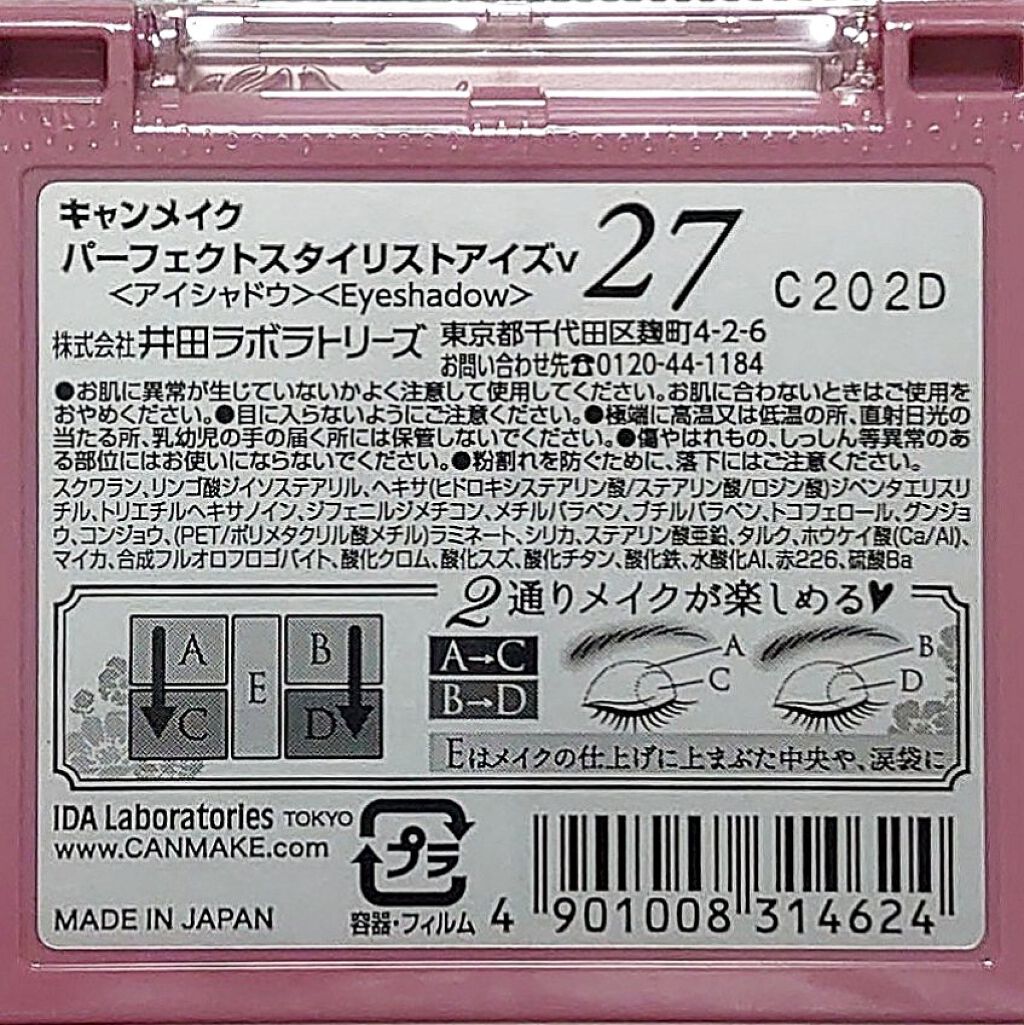 キャンメイク
パーフェクトスタイリストアイズv 27
<アイシャドウ><Eyeshadow> C202D
株式会社井田ラボラトリーズ 東京都千代田区麹町4-2-6
お問い合わせ先☎0120-44-1184
●お肌に異常が生じていないかよく注意して使用してください。お肌に合わないときはご使用を
おやめください。●目に入らないようにご注意ください。●極端に高温又は低温の所、直射日光の
当たる所、乳幼児の手の届く所には保管しないでください。●傷やはれもの、しっしん等異常のあ
る部位にはお使いにならないでください。●粉割れを防ぐために、落下にはご注意ください。
スクワラン、リンゴ酸ジイソステアリル、ヘキサ(ヒドロキシステアリン酸/ステアリン酸/ロジン酸)ジペンタエリスリ
チル、トリエチルヘキサノイン、ジフェニルジメチコン、メチルパラベン、ブチルパラベン、トコフェロール、グンジョ
ウ、コンジョウ、(PET/ポリメタクリル酸メチル)ラミネート、シリカ、ステアリン酸亜鉛、タルク、ホウケイ酸(Ca/Al)、
マイカ、合成フルオロフロゴパイト、酸化クロム、酸化スズ、酸化チタン、酸化鉄、水酸化Al、赤226、硫酸Ba
2通りメイクが楽しめる♥
A B
E
C D
A→C
B→D
A
C
B
D
Eはメイクの仕上げに上まぶた中央や、涙袋に
IDA Laboratories TOKYO
www.CANMAKE.com
MADE IN JAPAN
プラ
容器・フィルム
4 901008 314624